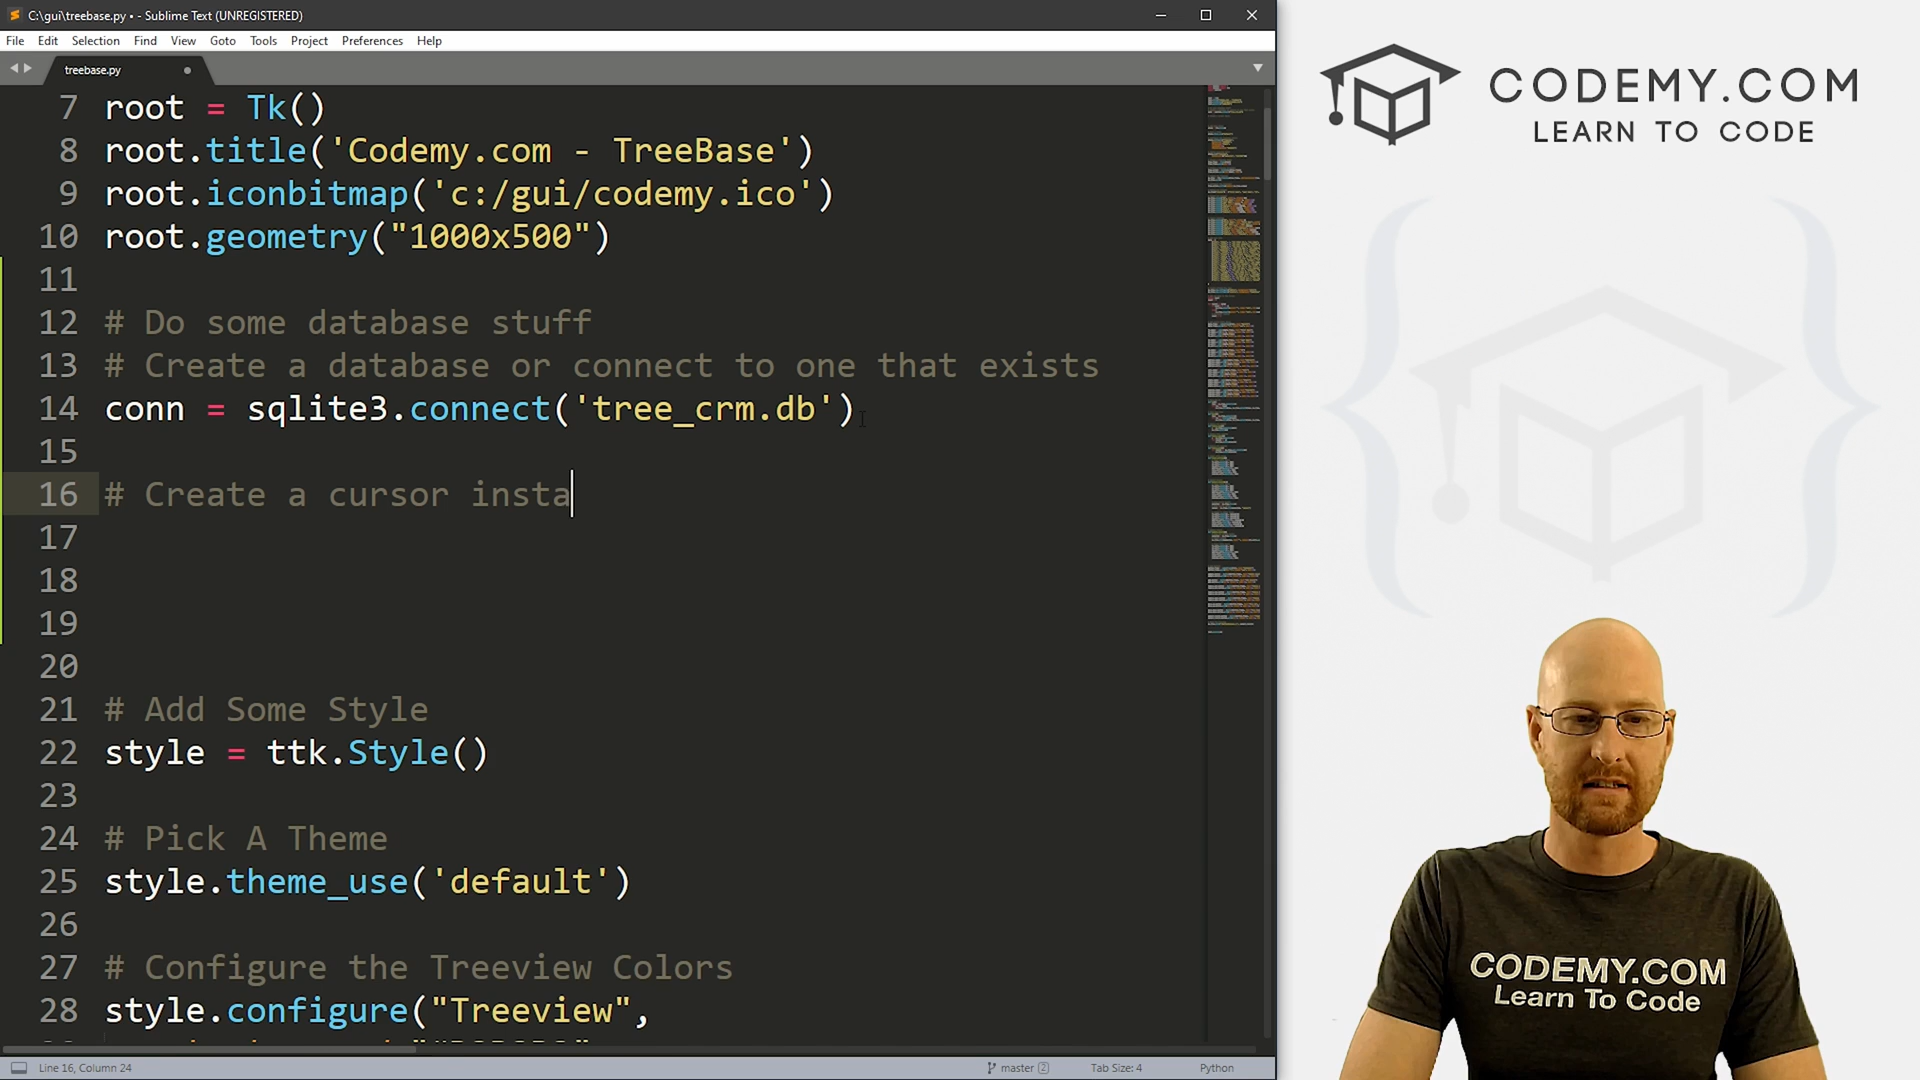 C:\gui\treebase.py • - Sublime Text (UNREGISTERED)
File Edit Selection Find View Goto Tools Project Preferences Help
treebase.py
7 root = Tk()
8 root.title('Codemy.com - TreeBase')
9 root.iconbitmap('c:/gui/codemy.ico')
10 root.geometry("1000x500")
11
12 # Do some database stuff
13 # Create a database or connect to one that exists
14 conn = sqlite3.connect('tree_crm.db')
15
16 # Create a cursor insta
17
18
19
20
21 # Add Some Style
22 style = ttk.Style()
23
24 # Pick A Theme
25 style.theme_use('default')
26
27 # Configure the Treeview Colors
28 style.configure("Treeview",
Line 16, Column 24
master 2
Tab Size: 4
Python
CODEMY.COM
LEARN TO CODE
CODEMY.COM
Learn To Code